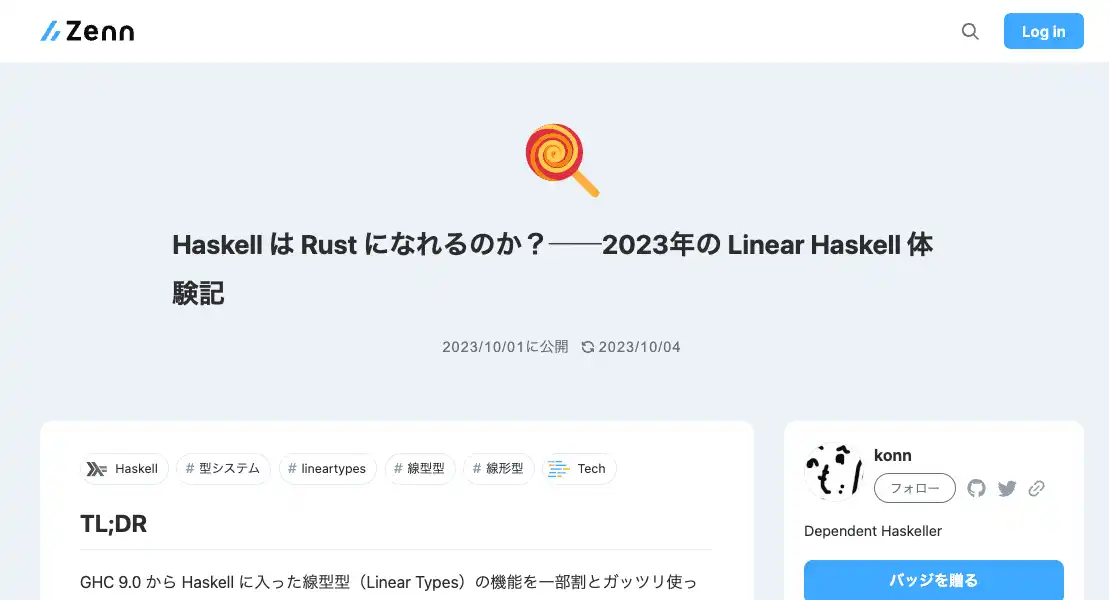 Zenn
Log in
Haskell は Rust になれるのか？──2023年の Linear Haskell 体
験記
2023/10/01に公開 2023/10/04
Haskell # 型システム # lineartypes # 線型型 # 線形型 Tech
TL;DR
GHC 9.0 から Haskell に入った線型型（Linear Types）の機能を一部割とガッツリ使っ
konn
フォロー
Dependent Haskeller
バッジを贈る